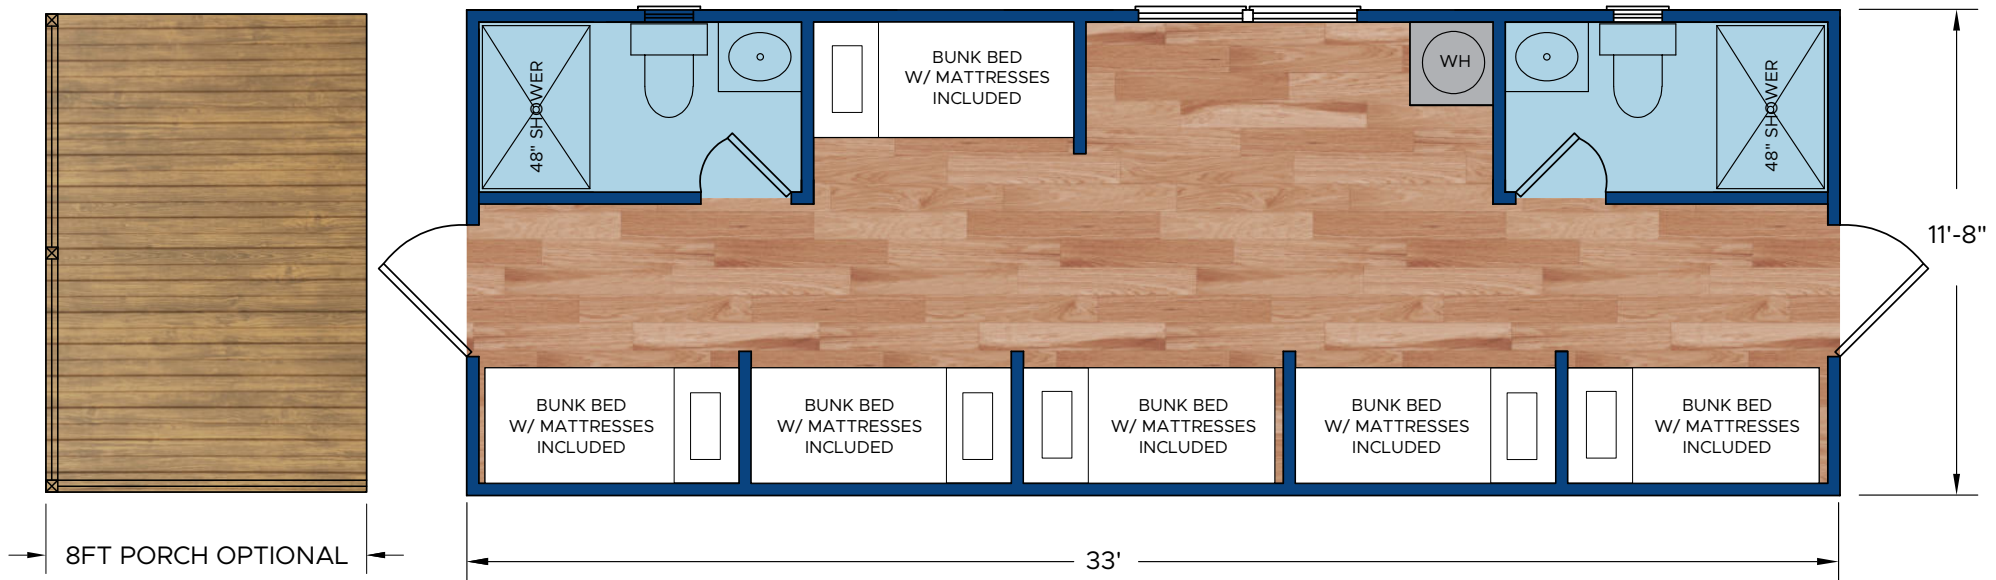 48" SHOWER
BUNK BED
W/ MATTRESSES
INCLUDED
WH
48" SHOWER
11'-8"
BUNK BED
W/ MATTRESSES
INCLUDED
BUNK BED
W/ MATTRESSES
INCLUDED
BUNK BED
W/ MATTRESSES
INCLUDED
BUNK BED
W/ MATTRESSES
INCLUDED
BUNK BED
W/ MATTRESSES
INCLUDED
8FT PORCH OPTIONAL
33'